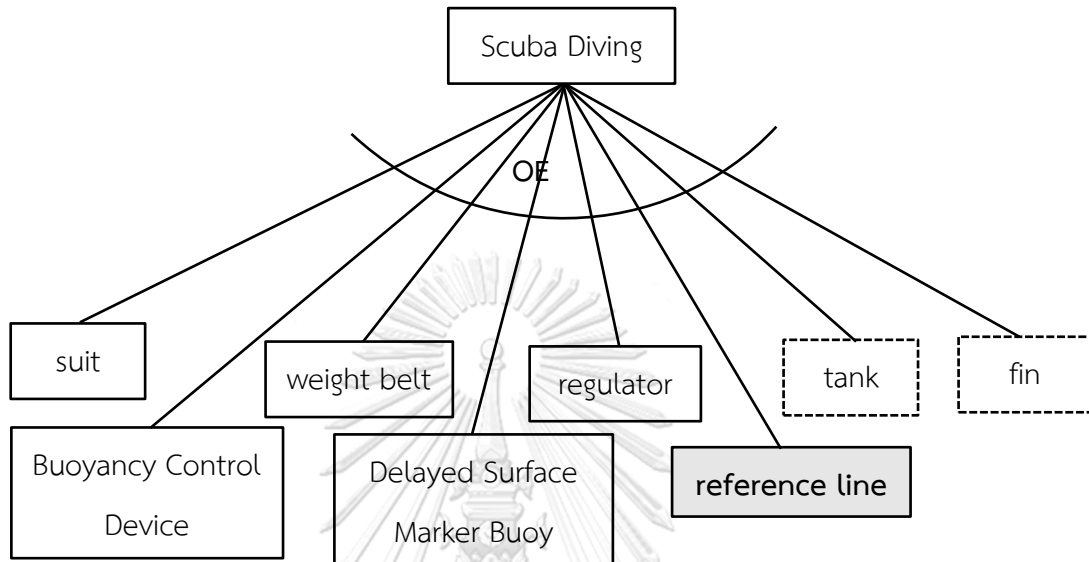 Scuba Diving
OE
suit
weight belt
regulator
tank
fin
Buoyancy Control
Device
Delayed Surface
Marker Buoy
reference line